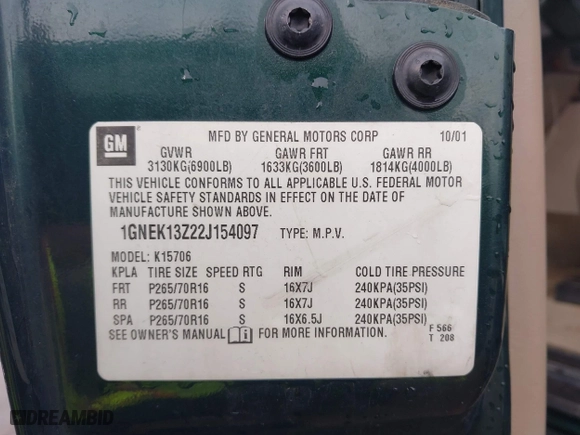 GM
MFD BY GENERAL MOTORS CORP 10/01
GVWR GAWR FRT GAWR RR
3130KG(6900LB) 1633KG(3600LB) 1814KG(4000LB)
THIS VEHICLE CONFORMS TO ALL APPLICABLE U.S. FEDERAL MOTOR
VEHICLE SAFETY STANDARDS IN EFFECT ON THE DATE OF
MANUFACTURE SHOWN ABOVE.
1GNEK13Z22J154097 TYPE: M.P.V.
MODEL: K15706
KPLA TIRE SIZE SPEED RTG RIM COLD TIRE PRESSURE
FRT P265/70R16 S 16X7J 240KPA(35PSI)
RR P265/70R16 S 16X7J 240KPA(35PSI)
SPA P265/70R16 S 16X6.5J 240KPA(35PSI)
SEE OWNER'S MANUAL FOR MORE INFORMATION. F 566
T 208
DREAMBID